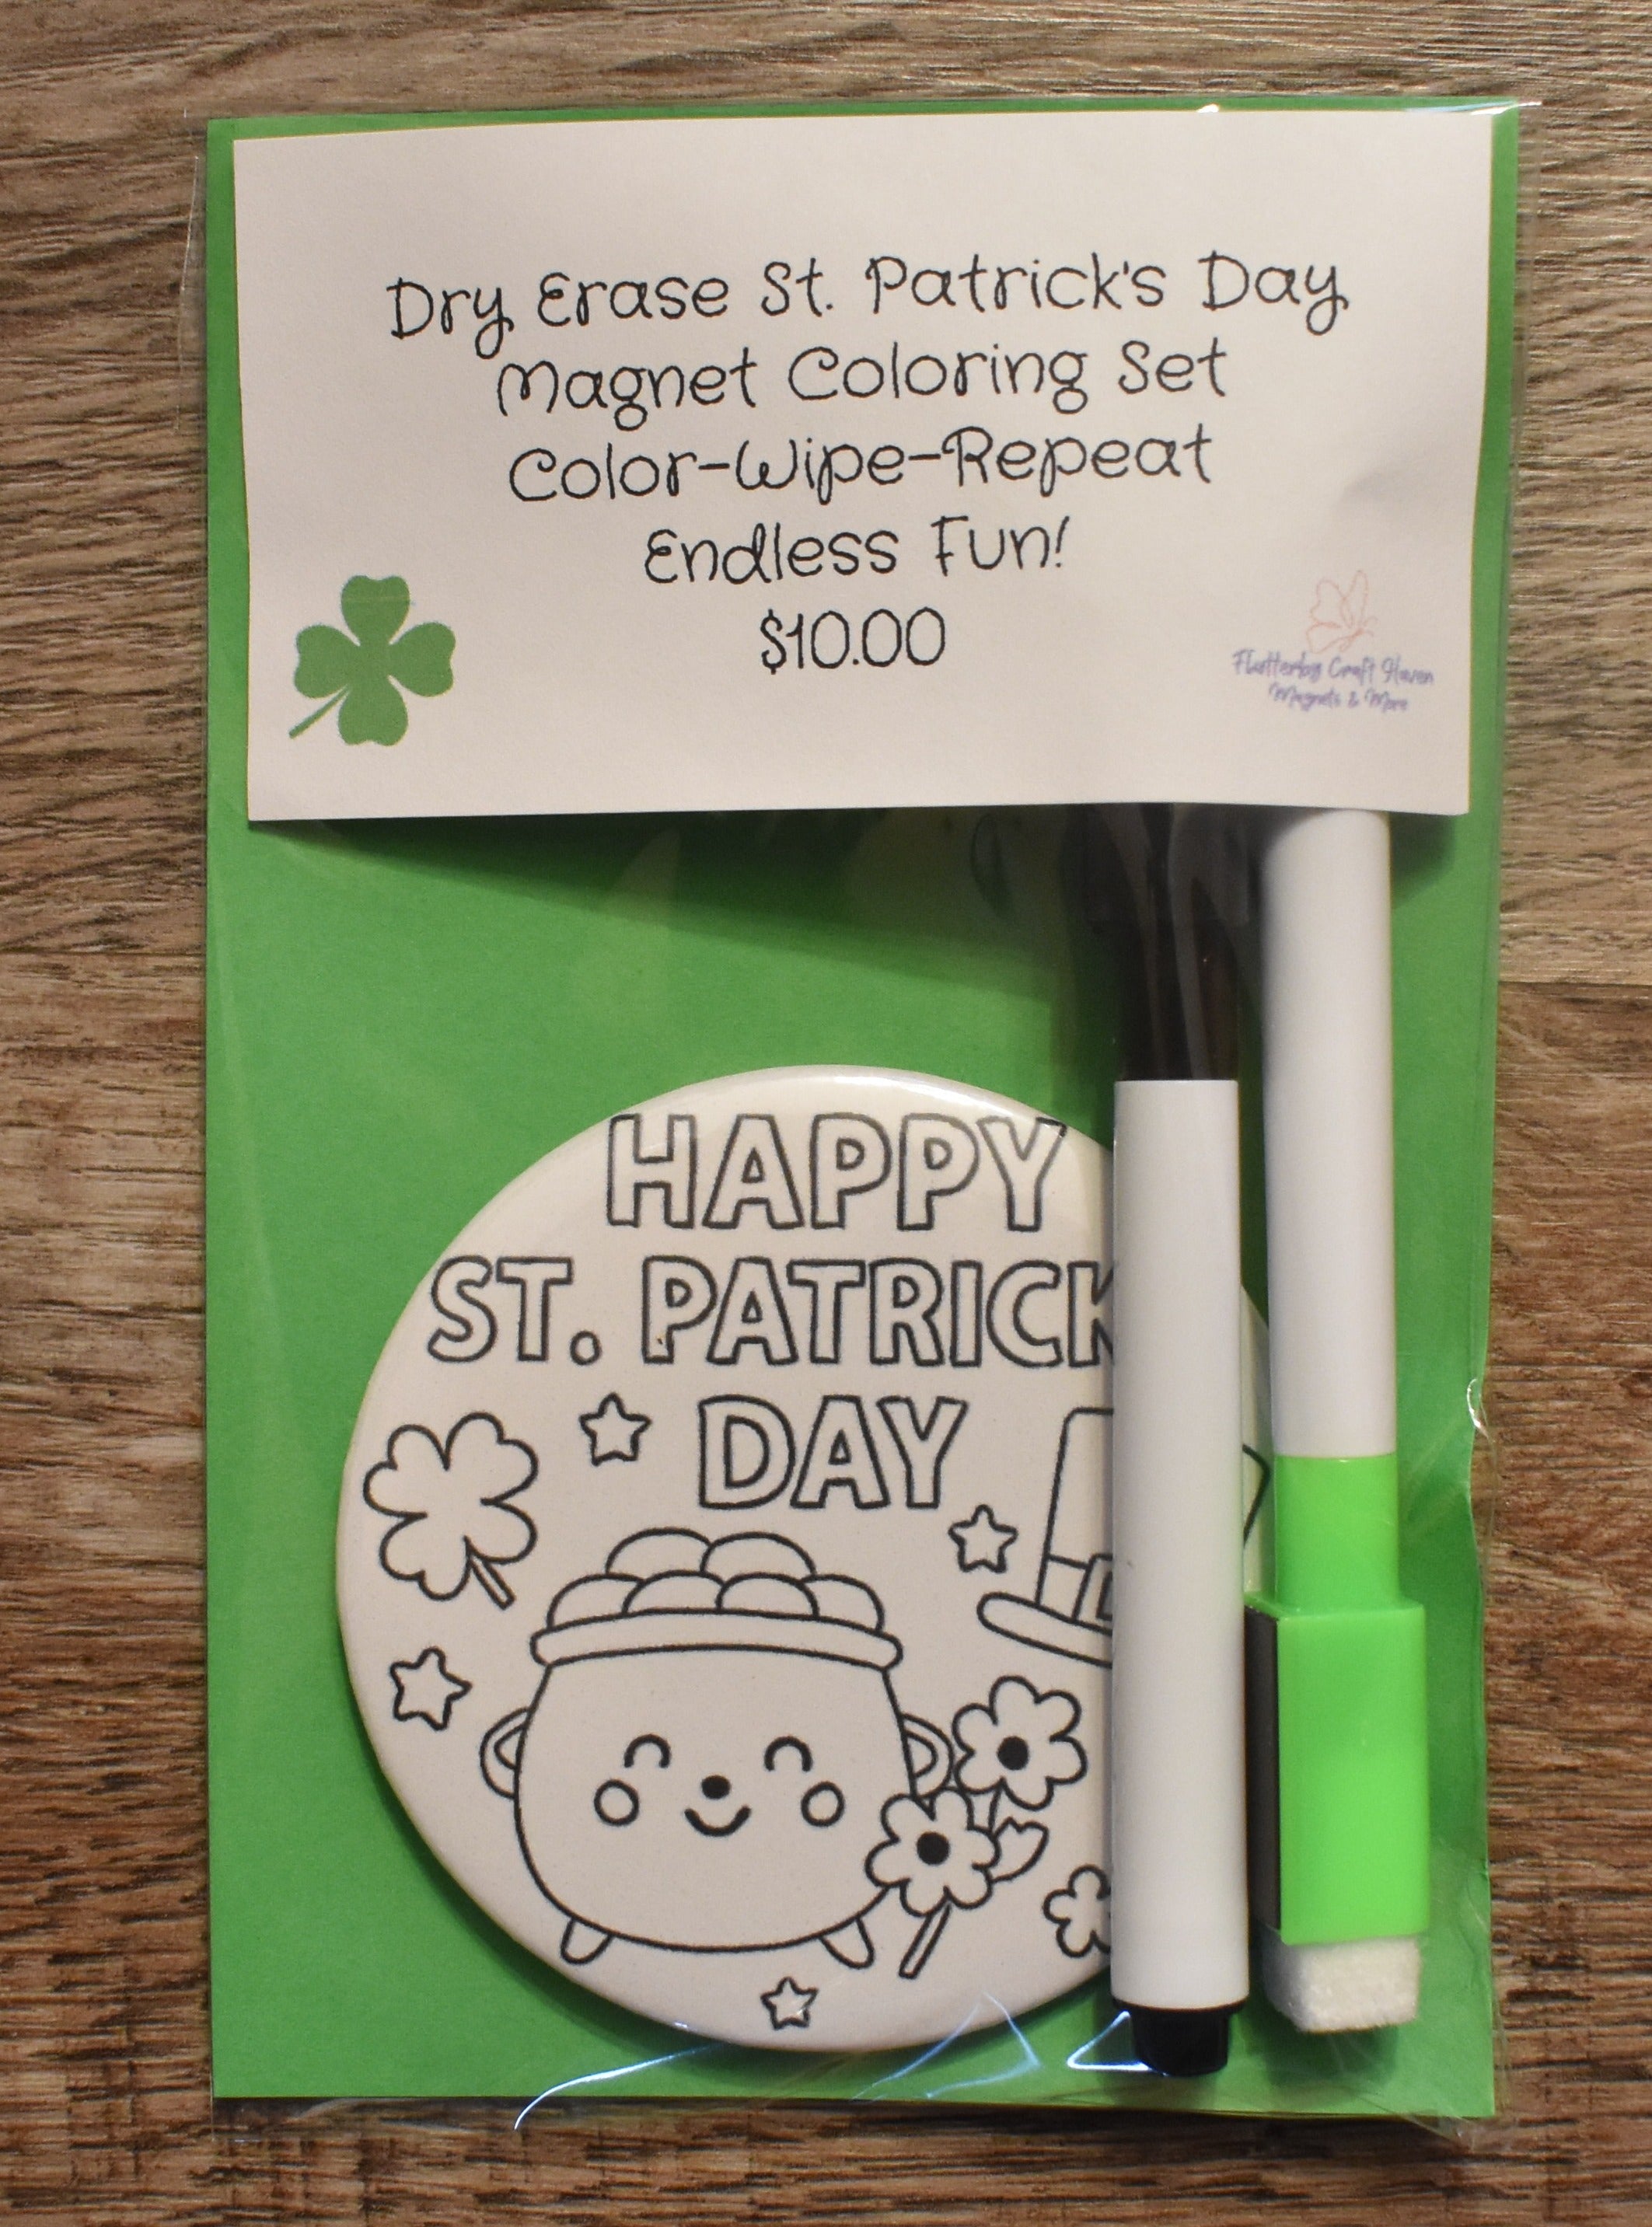 Dry Erase St. Patrick's Day
Magnet Coloring Set
Color-Wipe-Repeat
Endless Fun!
$10.00
Flutterby Craft Haven
Magnets & More
HAPPY
ST. PATRICK
DAY